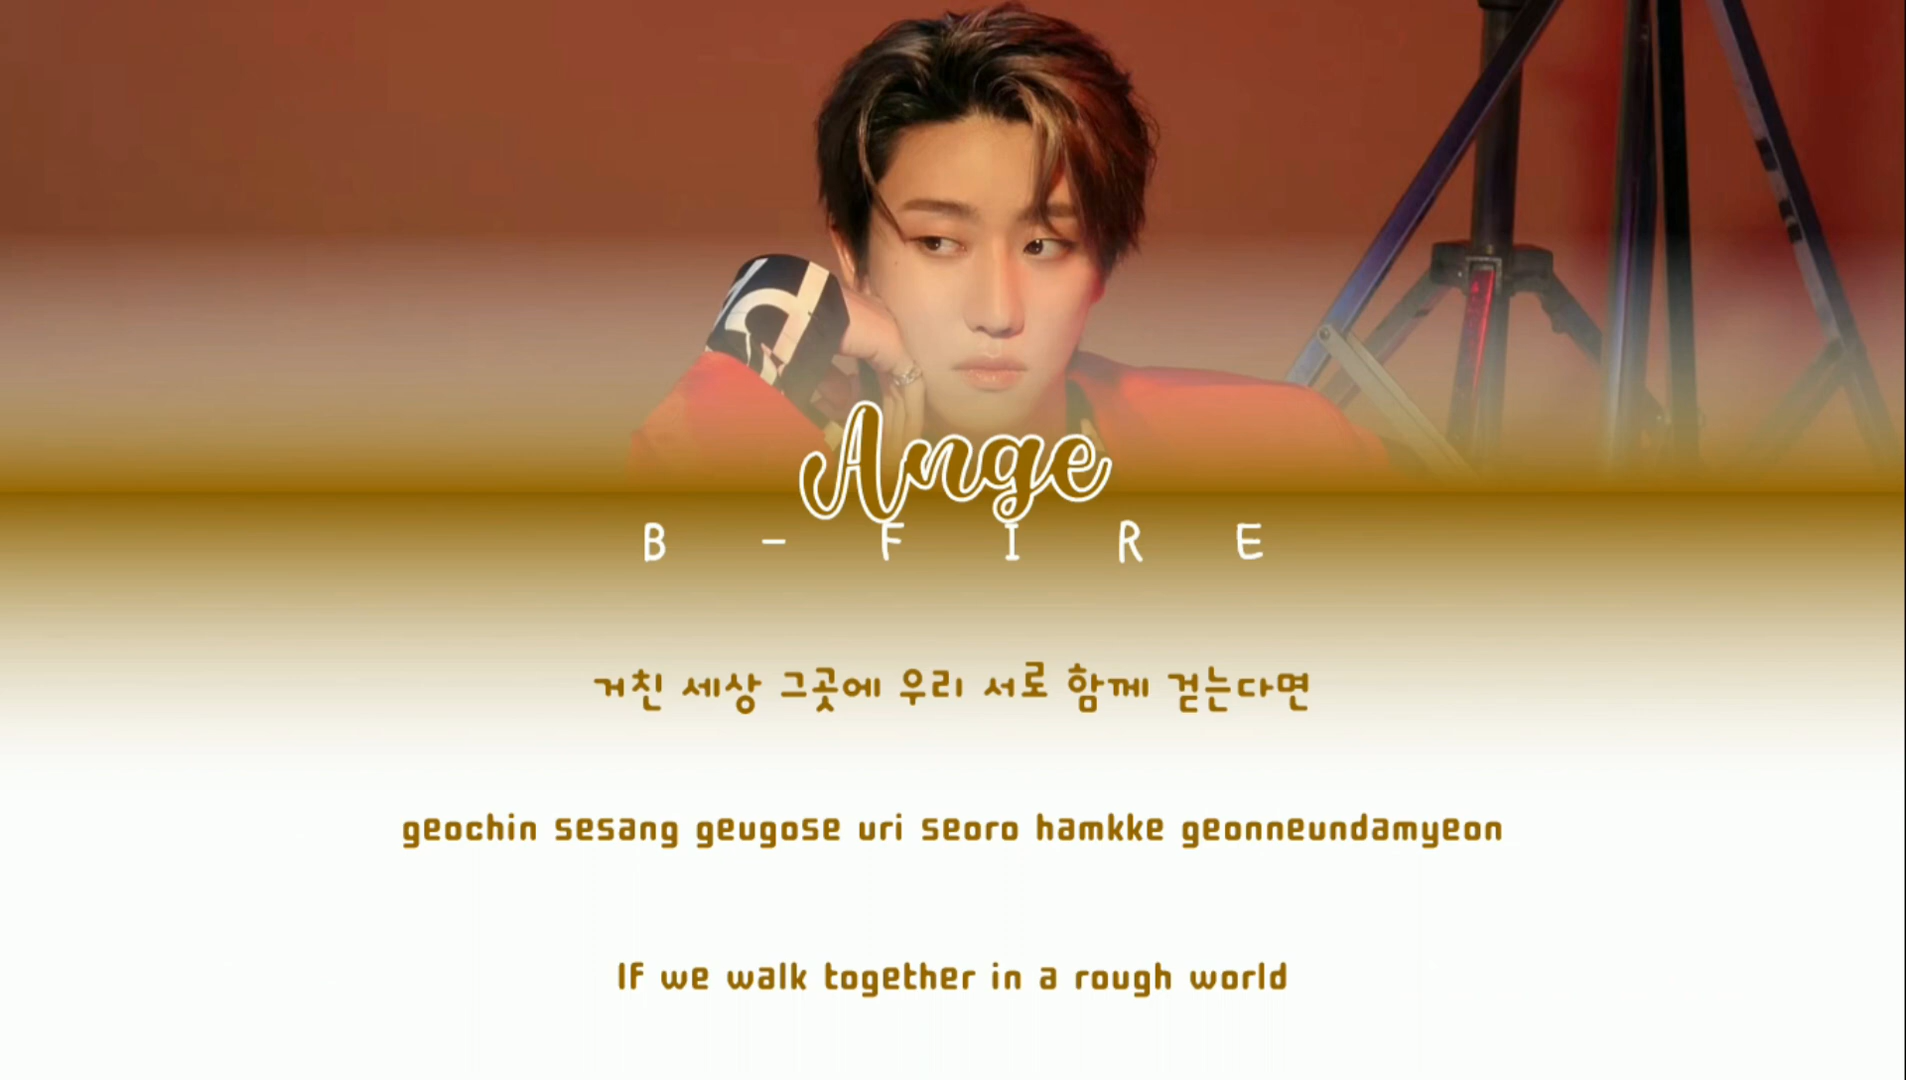 Ange
B - F I R E
거친 세상 그곳에 우리 서로 함께 걷는다면
geochin sesang geugose uri seoro hamkke geonneundamyeon
If we walk together in a rough world